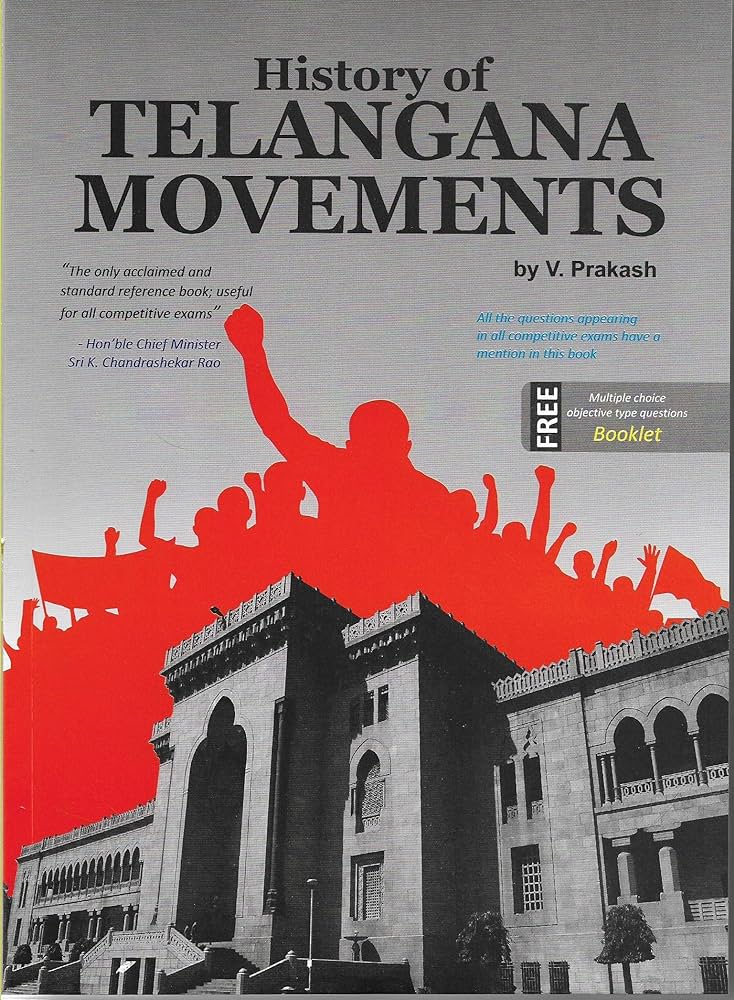 History of
TELANGANA
MOVEMENTS
by V. Prakash
“The only acclaimed and
standard reference book; useful
for all competitive exams”
- Hon'ble Chief Minister
Sri K. Chandrashekar Rao
All the questions appearing
in all competitive exams have a
mention in this book
FREE
Multiple choice
objective type questions
Booklet